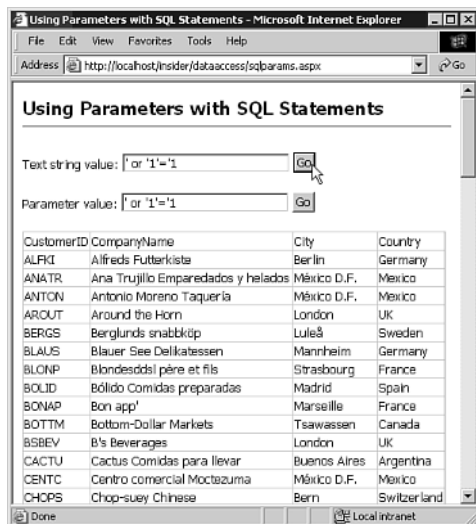 Using Parameters with SQL Statements - Microsoft Internet Explorer
File Edit View Favorites Tools Help
Address http://localhost/insider/dataaccess/sqlparams.aspx Go
Using Parameters with SQL Statements
Text string value: ' or '1'='1 Go
Parameter value: ' or '1'='1 Go
CustomerID CompanyName City Country
ALFKI Alfreds Futterkiste Berlin Germany
ANATR Ana Trujillo Emparedados y helados México D.F. Mexico
ANTON Antonio Moreno Taquería México D.F. Mexico
AROUT Around the Horn London UK
BERGS Berglunds snabbköp Luleå Sweden
BLAUS Blauer See Delikatessen Mannheim Germany
BLONP Blondesddsl père et fils Strasbourg France
BOLID Bólido Comidas preparadas Madrid Spain
BONAP Bon app' Marseille France
BOTTM Bottom-Dollar Markets Tsawassen Canada
BSBEV B's Beverages London UK
CACTU Cactus Comidas para llevar Buenos Aires Argentina
CENTC Centro comercial Moctezuma México D.F. Mexico
CHOPS Chop-suey Chinese Bern Switzerland
Done Local intranet